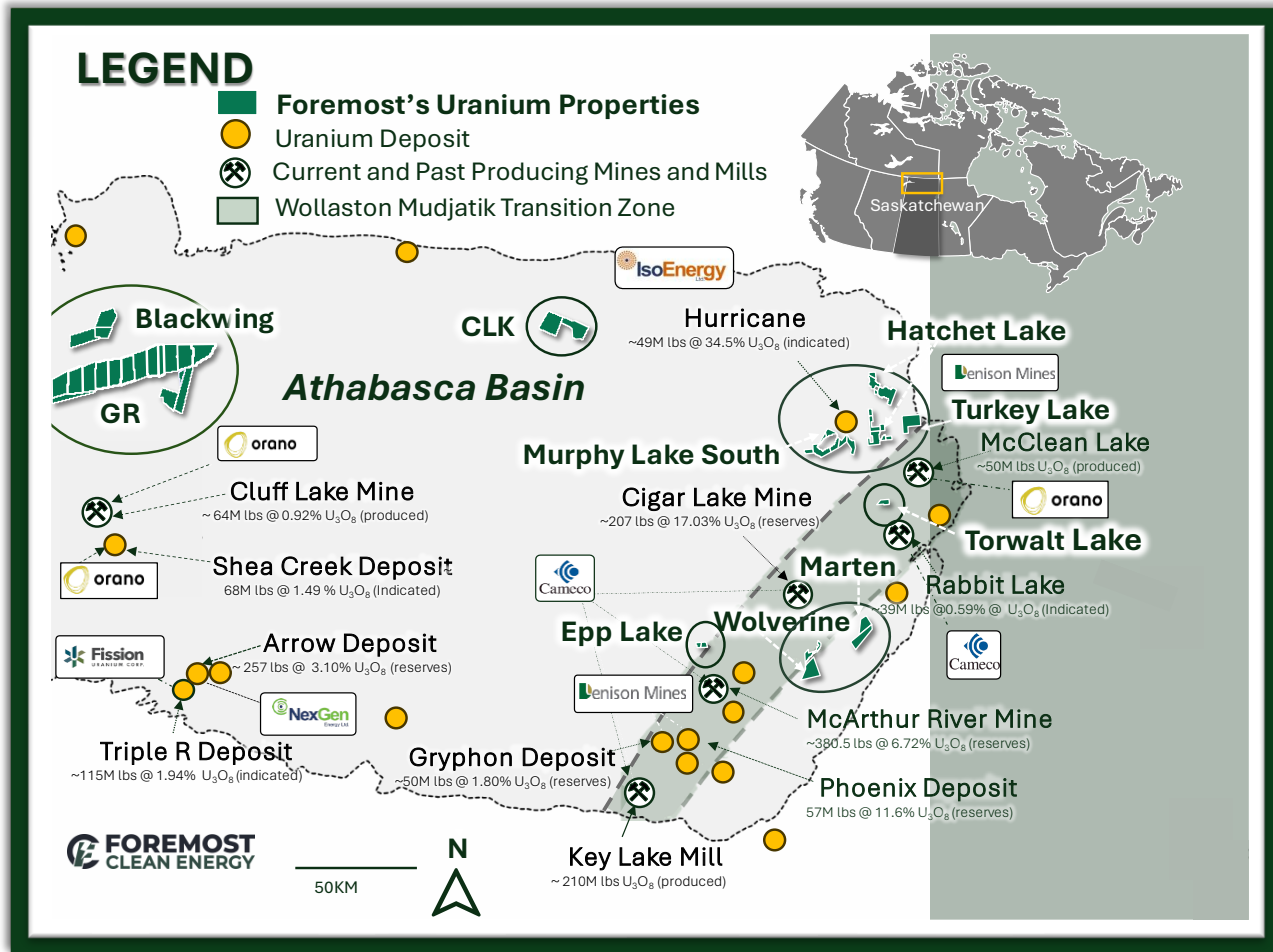 LEGEND
Foremost's Uranium Properties
Uranium Deposit
Current and Past Producing Mines and Mills
Wollaston Mudjatik Transition Zone
Saskatchewan
IsoEnergy
Blackwing
GR
CLK
Athabasca Basin
Hurricane
~49M lbs @ 34.5% U₃O₈ (indicated)
Hatchet Lake
Denison Mines
Turkey Lake
Murphy Lake South
McClean Lake
~50M lbs U₃O₈ (produced)
orano
orano
Cluff Lake Mine
~ 64M lbs @ 0.92% U₃O₈ (produced)
Cigar Lake Mine
~207 lbs @ 17.03% U₃O₈ (reserves)
Torwalt Lake
Shea Creek Deposit
68M lbs @ 1.49 % U₃O₈ (Indicated)
orano
Cameco
Marten
Rabbit Lake
~39M lbs @0.59% @ U₃O₈ (Indicated)
Cameco
Epp Lake
Wolverine
Fission
URANIUM CORP.
Arrow Deposit
~ 257 lbs @ 3.10% U₃O₈ (reserves)
NexGen
Energy Ltd.
Denison Mines
McArthur River Mine
~380.5 lbs @ 6.72% U₃O₈ (reserves)
Triple R Deposit
~115M lbs @ 1.94% U₃O₈ (indicated)
Gryphon Deposit
~50M lbs @ 1.80% U₃O₈ (reserves)
Phoenix Deposit
57M lbs @ 11.6% U₃O₈ (reserves)
Key Lake Mill
~ 210M lbs U₃O₈ (produced)
FOREMOST
CLEAN ENERGY
50KM
N